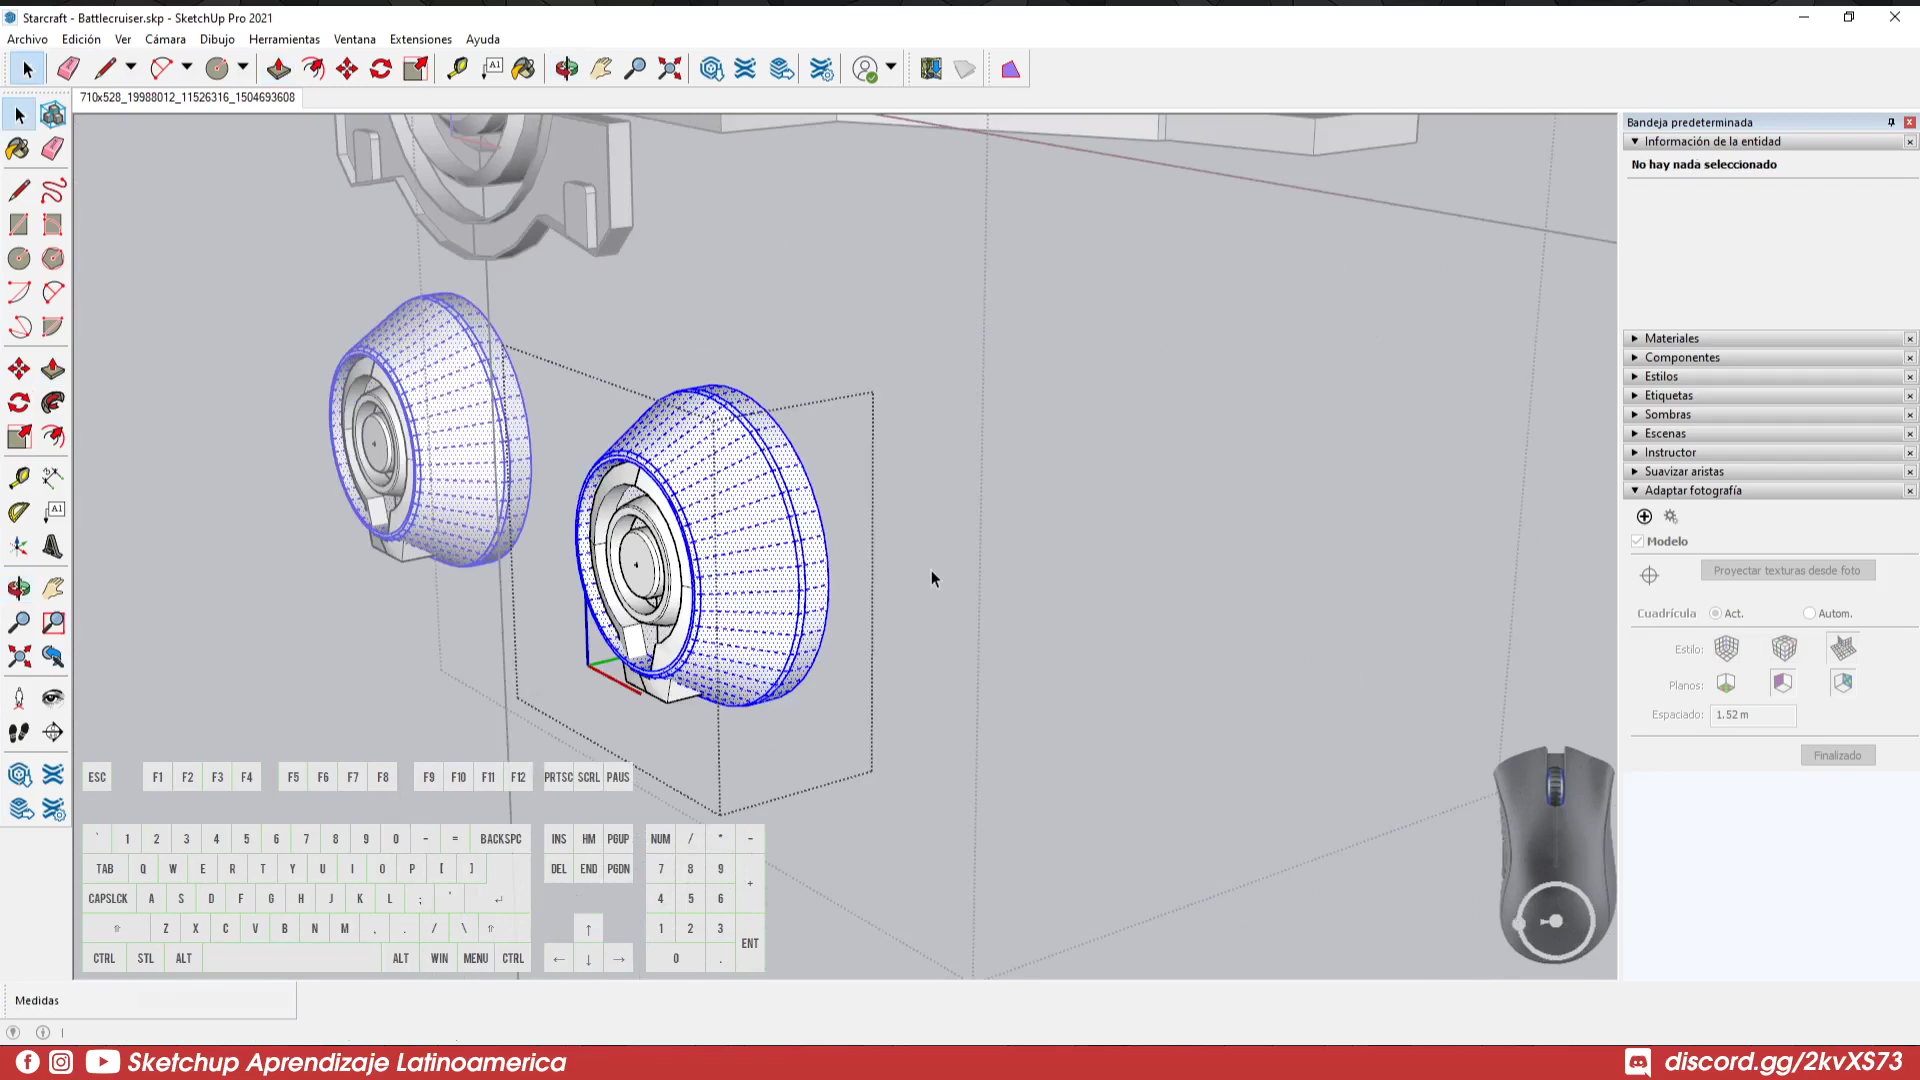 Starcraft - Battlecruiser.skp - SketchUp Pro 2021
Archivo Edición Ver Cámara Dibujo Herramientas Ventana Extensiones Ayuda
A1
710x528_19988012_11526316_1504693608
Bandeja predeterminada
Información de la entidad
No hay nada seleccionado
Materiales
Componentes
Estilos
Etiquetas
Sombras
Escenas
Instructor
Suavizar aristas
Adaptar fotografía
Modelo
Proyectar texturas desde foto
Cuadrícula Act. Autom.
Estilo:
Planos:
Espaciado: 1.52 m
Finalizado
A1
ESC F1 F2 F3 F4 F5 F6 F7 F8 F9 F10 F11 F12 PRTSC SCRL PAUS
` 1 2 3 4 5 6 7 8 9 0 - = BACKSPC INS HM PGUP NUM / * -
TAB Q W E R T Y U I O P [ ] DEL END PGDN 7 8 9 +
CAPSLCK A S D F G H J K L ; ' ↵ 4 5 6
⇧ Z X C V B N M , . / \ ⇧ ↑ 1 2 3 ENT
CTRL STL ALT ALT WIN MENU CTRL ← ↓ → 0 .
Medidas
Sketchup Aprendizaje Latinoamerica
discord.gg/2kvXS73